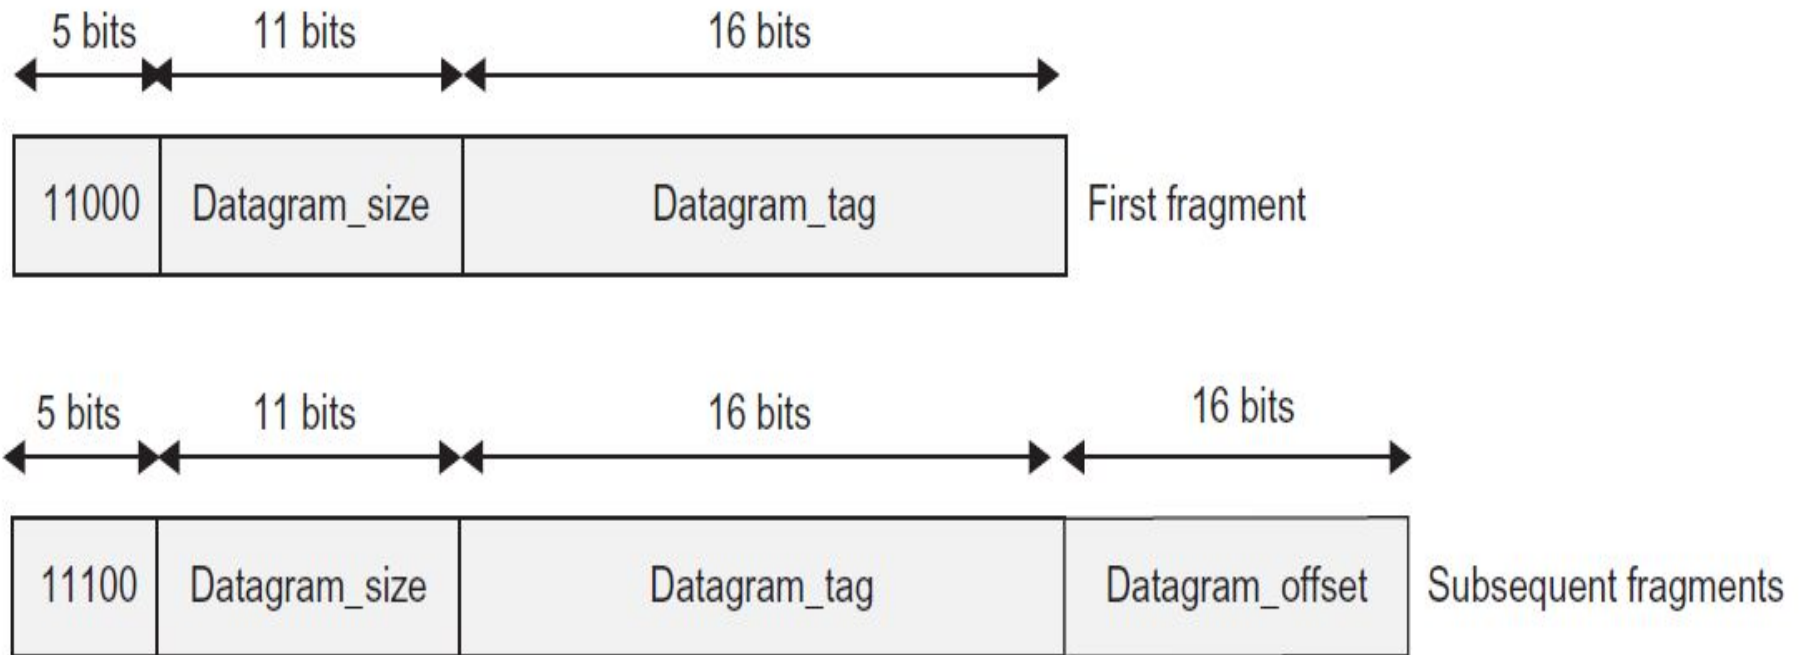 5 bits 11 bits 16 bits
11000 Datagram_size Datagram_tag First fragment
5 bits 11 bits 16 bits 16 bits
11100 Datagram_size Datagram_tag Datagram_offset Subsequent fragments